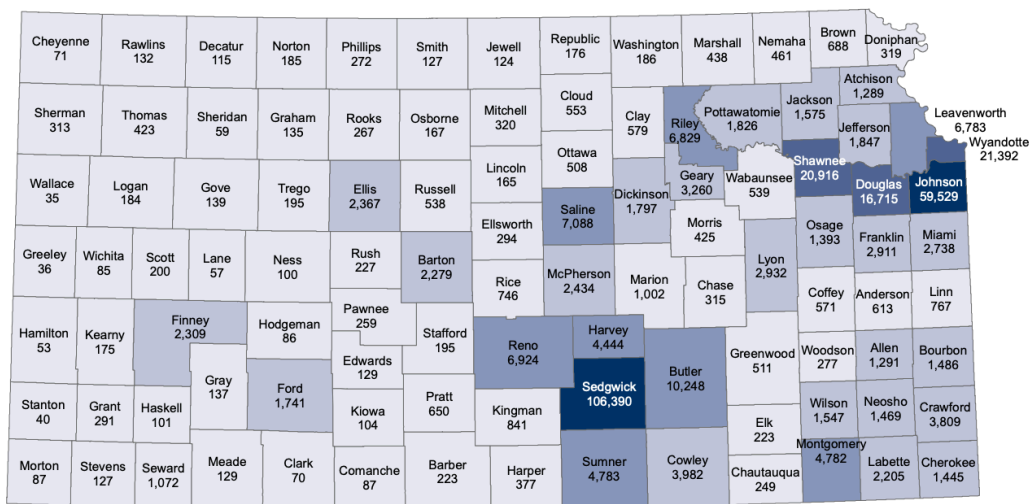 Cheyenne
71
Rawlins
132
Decatur
115
Norton
185
Phillips
272
Smith
127
Jewell
124
Republic
176
Washington
186
Marshall
438
Nemaha
461
Brown
688
Doniphan
319
Atchison
1,289
Sherman
313
Thomas
423
Sheridan
59
Graham
135
Rooks
267
Osborne
167
Mitchell
320
Cloud
553
Clay
579
Riley
6,829
Pottawatomie
1,826
Jackson
1,575
Jefferson
1,847
Leavenworth
6,783
Wyandotte
21,392
Wallace
35
Logan
184
Gove
139
Trego
195
Ellis
2,367
Russell
538
Lincoln
165
Ottawa
508
Saline
7,088
Dickinson
1,797
Geary
3,260
Wabaunsee
539
Shawnee
20,916
Douglas
16,715
Johnson
59,529
Greeley
36
Wichita
85
Scott
200
Lane
57
Ness
100
Rush
227
Barton
2,279
Ellsworth
294
Rice
746
McPherson
2,434
Marion
1,002
Morris
425
Chase
315
Lyon
2,932
Osage
1,393
Franklin
2,911
Miami
2,738
Coffey
571
Anderson
613
Linn
767
Hamilton
53
Kearny
175
Finney
2,309
Hodgeman
86
Pawnee
259
Stafford
195
Edwards
129
Gray
137
Ford
1,741
Reno
6,924
Harvey
4,444
Sedgwick
106,390
Butler
10,248
Greenwood
511
Woodson
277
Allen
1,291
Bourbon
1,486
Stanton
40
Grant
291
Haskell
101
Kiowa
104
Pratt
650
Kingman
841
Elk
223
Wilson
1,547
Neosho
1,469
Crawford
3,809
Morton
87
Stevens
127
Seward
1,072
Meade
129
Clark
70
Comanche
87
Barber
223
Harper
377
Sumner
4,783
Cowley
3,982
Chautauqua
249
Montgomery
4,782
Labette
2,205
Cherokee
1,445